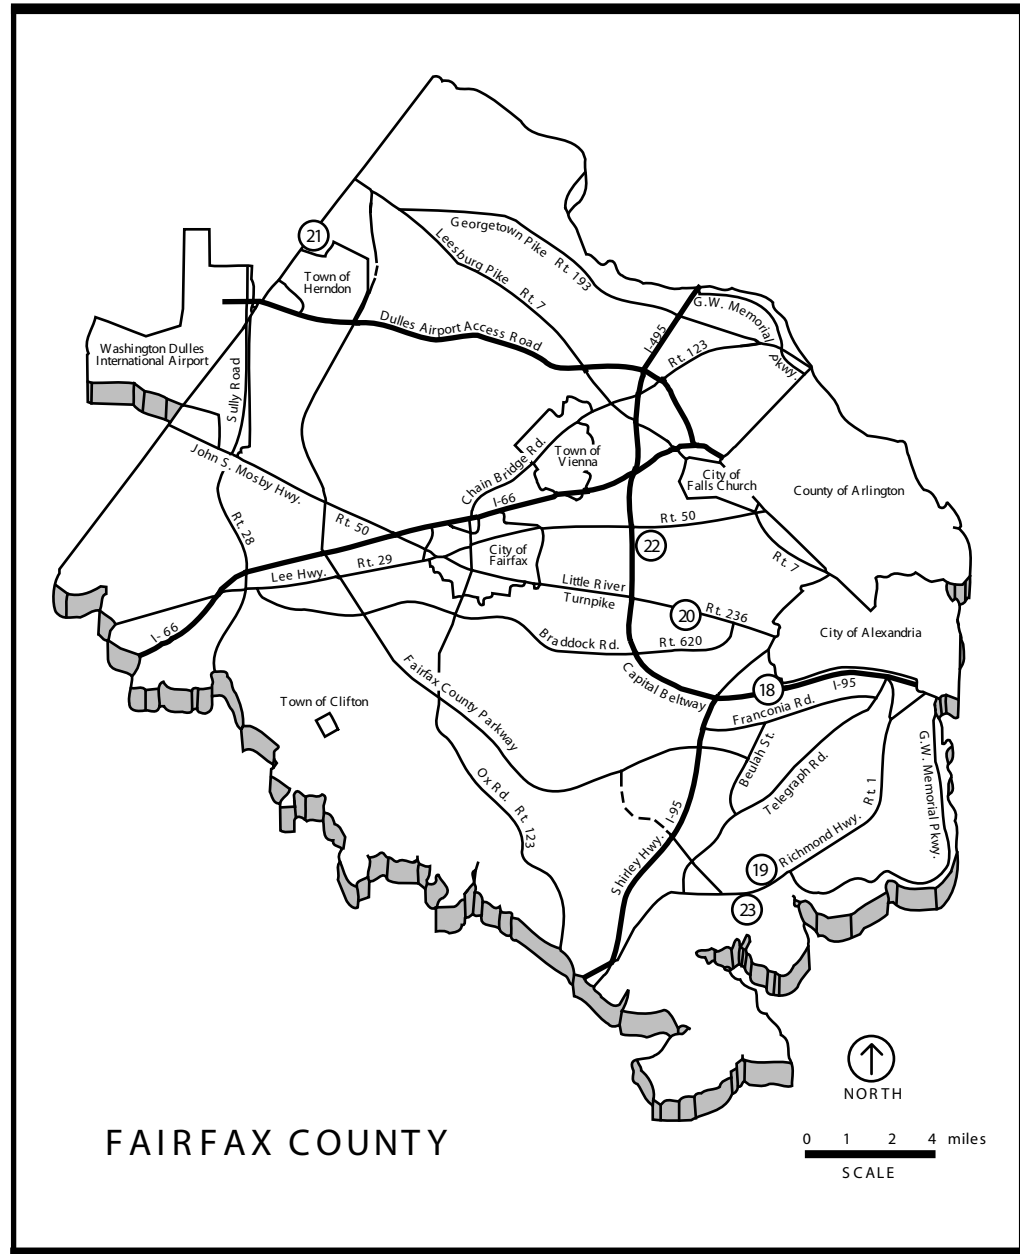 Georgetown Pike Rt. 193
Leesburg Pike Rt. 7
21
Town of
Herndon
G.W. Memorial Pkwy.
Dulles Airport Access Road
I-495
Rt. 123
Washington Dulles
International Airport
Sully Road
Chain Bridge Rd.
Town of
Vienna
John S. Mosby Hwy.
Rt. 50
I-66
City of
Falls Church
County of Arlington
Rt. 28
Rt. 50
22
Lee Hwy. Rt. 29
City of
Fairfax
Rt. 7
Little River
Turnpike
20
Rt. 236
I- 66
Braddock Rd. Rt. 620
City of Alexandria
Fairfax County Parkway
Capital Beltway
18
I-95
Franconia Rd.
Town of Clifton
Beulah St.
Telegraph Rd.
G.W. Memorial Pkwy.
Ox Rd. Rt. 123
Shirley Hwy. I-95
Richmond Hwy. Rt 1
19
23
NORTH
FAIRFAX COUNTY
0 1 2 4 miles
SCALE